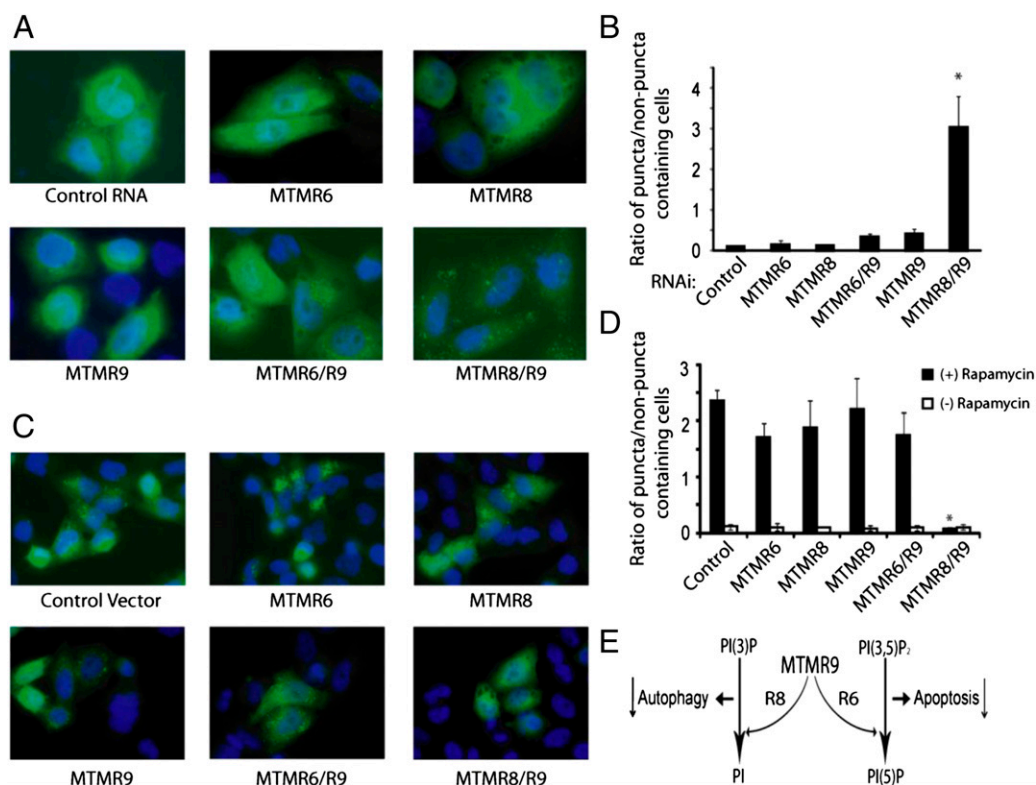 A
Control RNA
MTMR6
MTMR8
MTMR9
MTMR6/R9
MTMR8/R9
B
Ratio of puncta/non-puncta
containing cells
4
3
2
1
0
*
RNAi:
Control
MTMR6
MTMR8
MTMR6/R9
MTMR9
MTMR8/R9
C
Control Vector
MTMR6
MTMR8
MTMR9
MTMR6/R9
MTMR8/R9
D
Ratio of puncta/non-puncta
containing cells
3
2
1
0
(+) Rapamycin
(-) Rapamycin
*
Control
MTMR6
MTMR8
MTMR9
MTMR6/R9
MTMR8/R9
E
PI(3)P
MTMR9
PI(3,5)P₂
Autophagy
R8
R6
Apoptosis
PI
PI(5)P